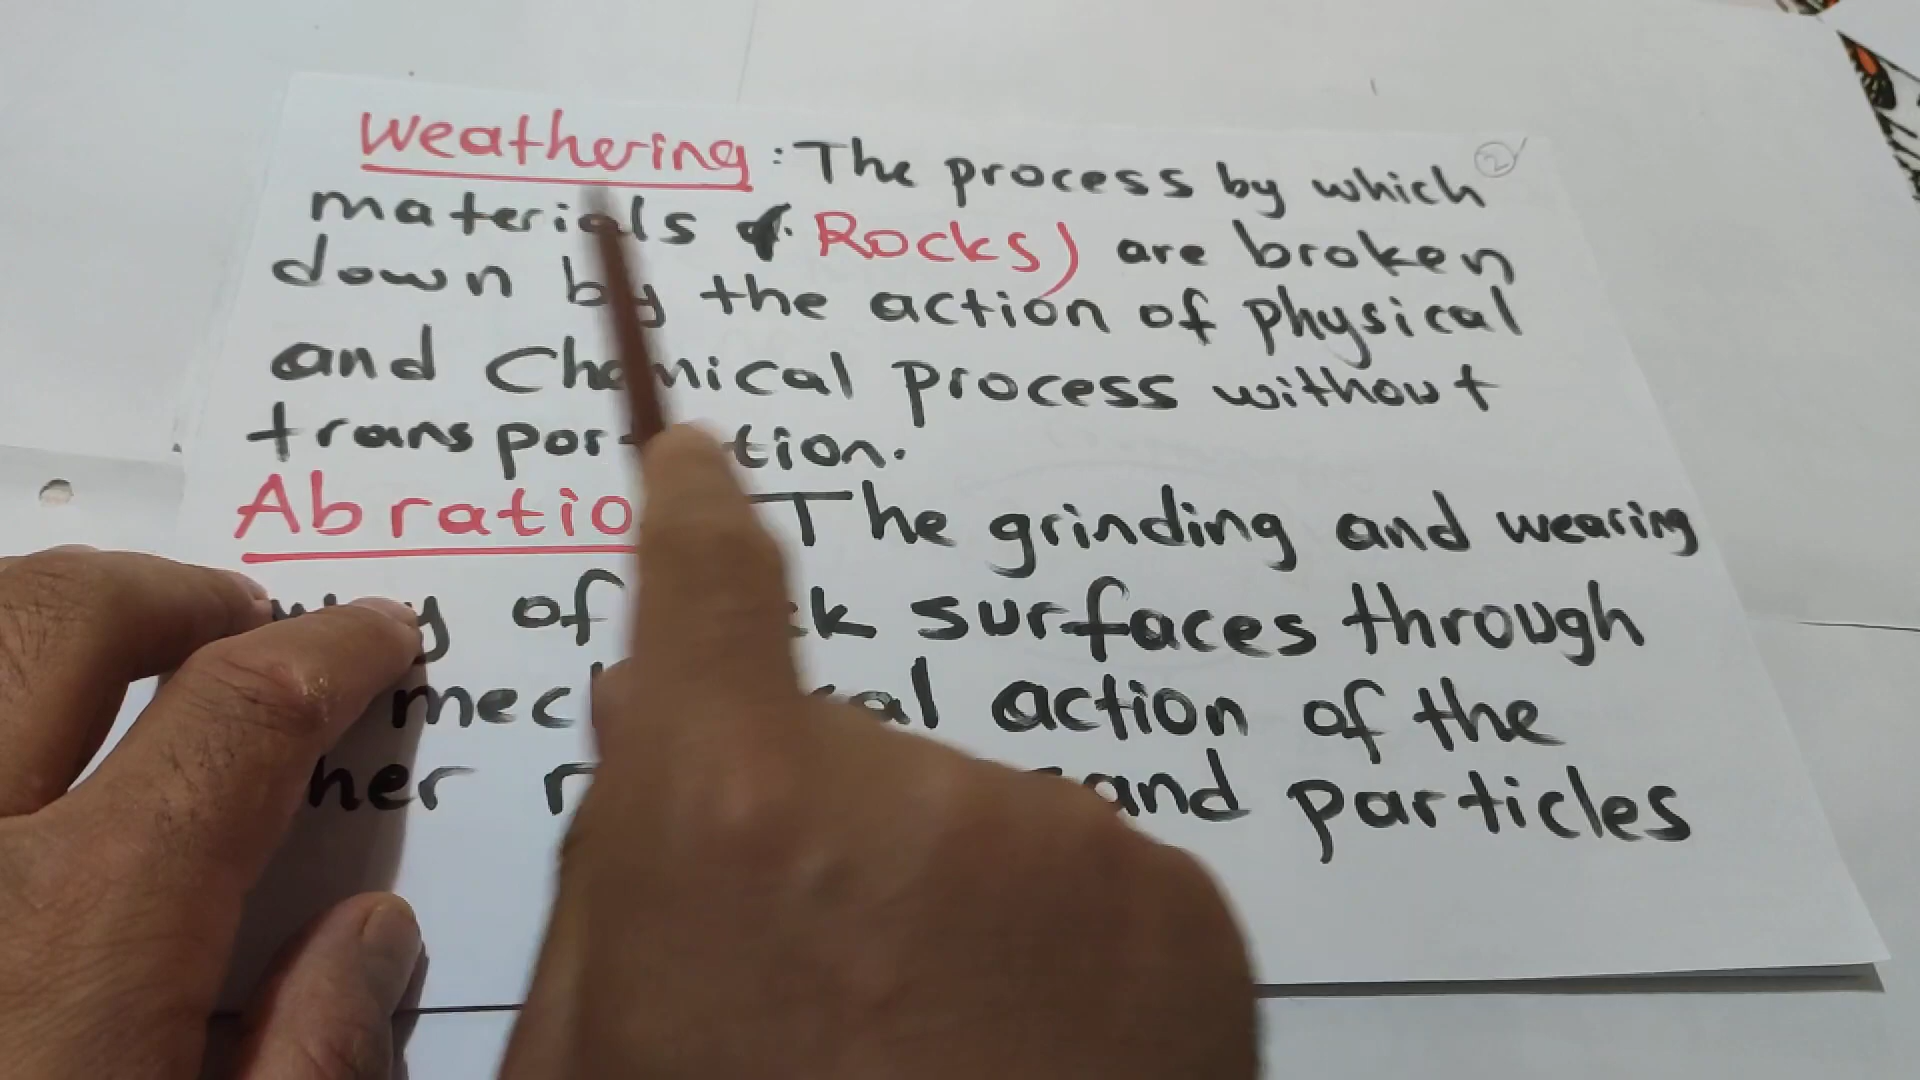 Weathering : The process by which 2
materials (Rocks) are broken
down by the action of physical
and Chemical process without
transportation.
The grinding and wearing
of surfaces through
action of the
and particles